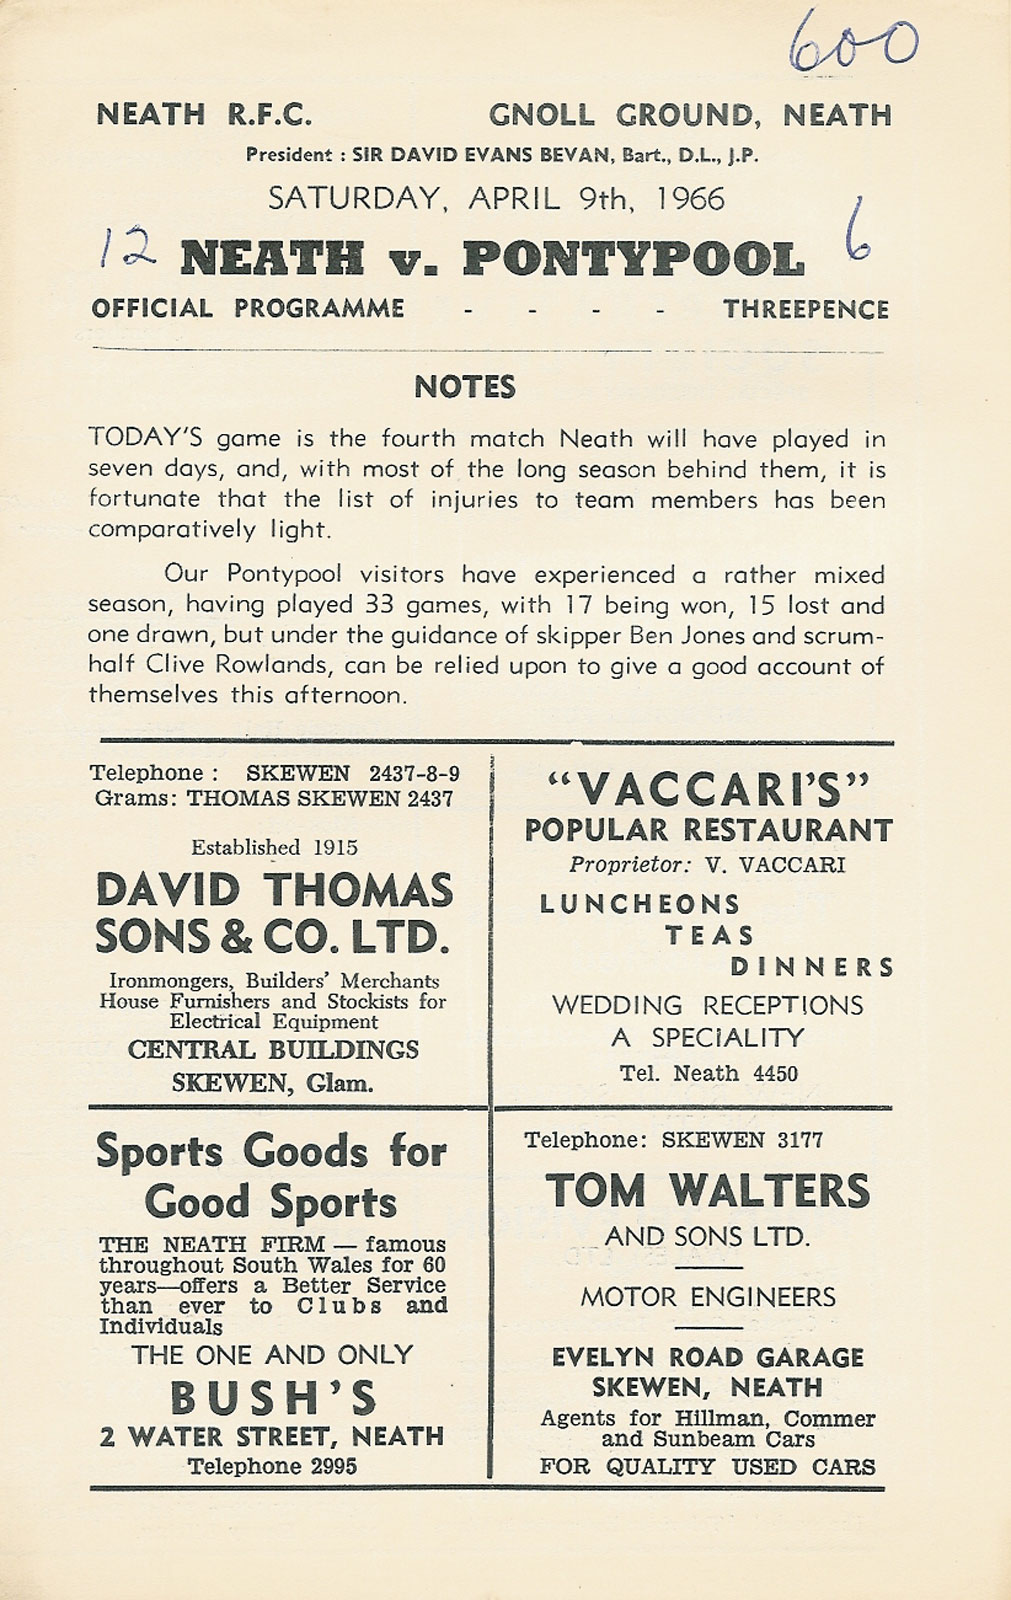 600
NEATH R.F.C. GNOLL GROUND, NEATH
President : SIR DAVID EVANS BEVAN, Bart., D.L., J.P.
SATURDAY, APRIL 9th, 1966
12 NEATH v. PONTYPOOL 6
OFFICIAL PROGRAMME - - - - THREEPENCE
NOTES
TODAY'S game is the fourth match Neath will have played in
seven days, and, with most of the long season behind them, it is
fortunate that the list of injuries to team members has been
comparatively light.
Our Pontypool visitors have experienced a rather mixed
season, having played 33 games, with 17 being won, 15 lost and
one drawn, but under the guidance of skipper Ben Jones and scrum-
half Clive Rowlands, can be relied upon to give a good account of
themselves this afternoon.
Telephone : SKEWEN 2437-8-9
Grams: THOMAS SKEWEN 2437
Established 1915
DAVID THOMAS
SONS & CO. LTD.
Ironmongers, Builders' Merchants
House Furnishers and Stockists for
Electrical Equipment
CENTRAL BUILDINGS
SKEWEN, Glam.
"VACCARI'S"
POPULAR RESTAURANT
Proprietor: V. VACCARI
LUNCHEONS
TEAS
DINNERS
WEDDING RECEPTIONS
A SPECIALITY
Tel. Neath 4450
Sports Goods for
Good Sports
THE NEATH FIRM — famous
throughout South Wales for 60
years—offers a Better Service
than ever to Clubs and
Individuals
THE ONE AND ONLY
BUSH'S
2 WATER STREET, NEATH
Telephone 2995
Telephone: SKEWEN 3177
TOM WALTERS
AND SONS LTD.
MOTOR ENGINEERS
EVELYN ROAD GARAGE
SKEWEN, NEATH
Agents for Hillman, Commer
and Sunbeam Cars
FOR QUALITY USED CARS